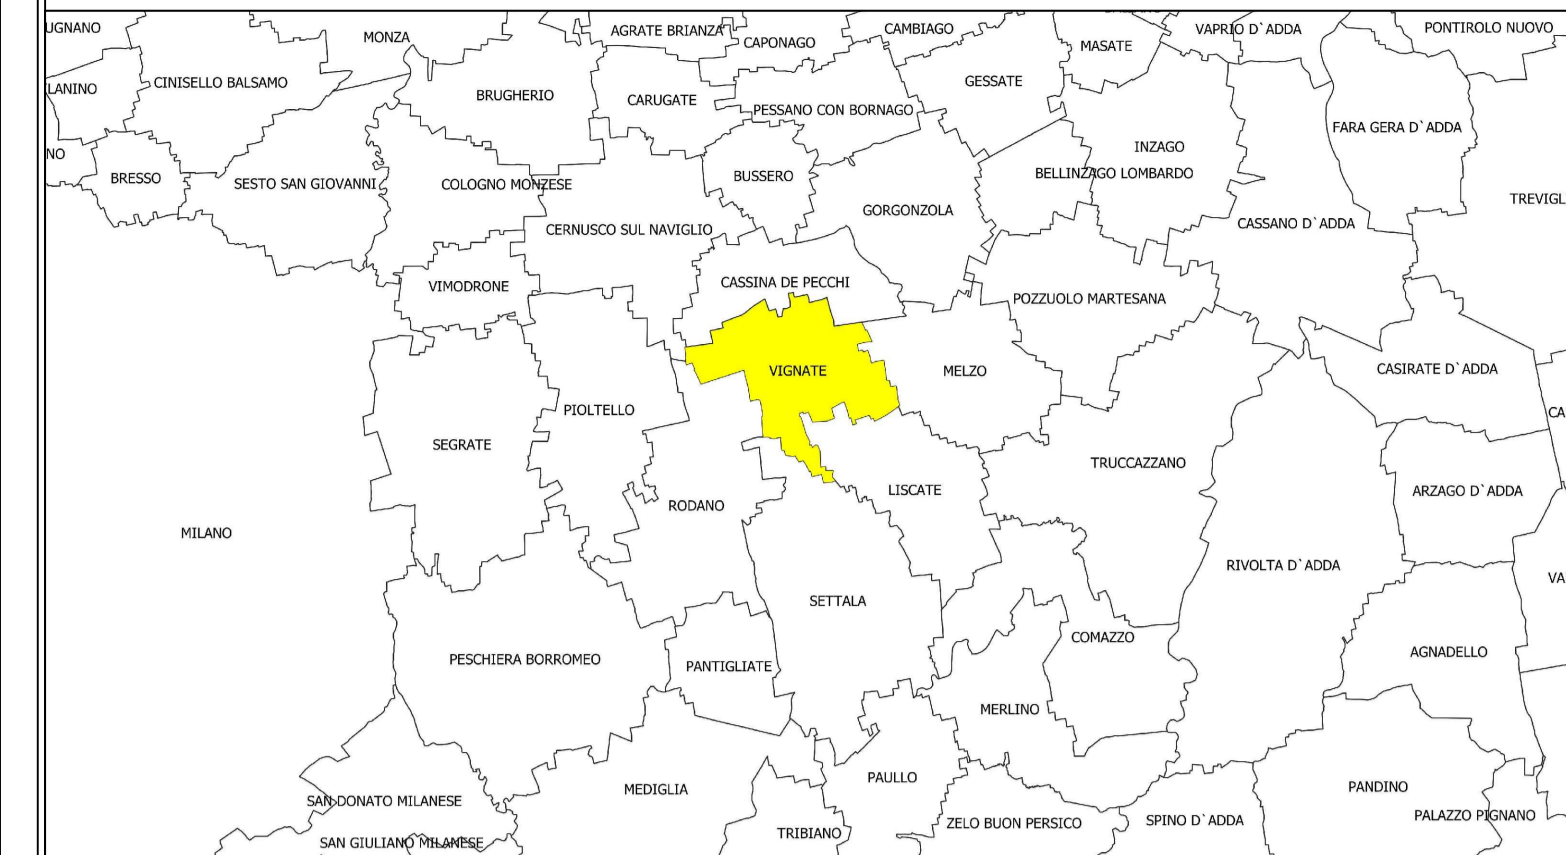 UGNANO
MONZA
AGRATE BRIANZA
CAPONAGO
CAMBIAGO
MASATE
VAPRIO D`ADDA
PONTIROLO NUOVO
LANINO
CINISELLO BALSAMO
BRUGHERIO
CARUGATE
PESSANO CON BORNAGO
GESSATE
FARA GERA D`ADDA
NO
BRESSO
SESTO SAN GIOVANNI
COLOGNO MONZESE
BUSSERO
INZAGO
BELLINZAGO LOMBARDO
TREVIGL
CERNUSCO SUL NAVIGLIO
GORGONZOLA
CASSANO D`ADDA
VIMODRONE
CASSINA DE PECCHI
POZZUOLO MARTESANA
VIGNATE
MELZO
CASIRATE D`ADDA
PIOLTELLO
CA
SEGRATE
TRUCCAZZANO
RODANO
LISCATE
ARZAGO D`ADDA
MILANO
RIVOLTA D`ADDA
VA
SETTALA
COMAZZO
PESCHIERA BORROMEO
PANTIGLIATE
AGNADELLO
MERLINO
MEDIGLIA
PAULLO
PANDINO
SAN DONATO MILANESE
PALAZZO PIGNANO
SAN GIULIANO MILANESE
TRIBIANO
ZELO BUON PERSICO
SPINO D`ADDA